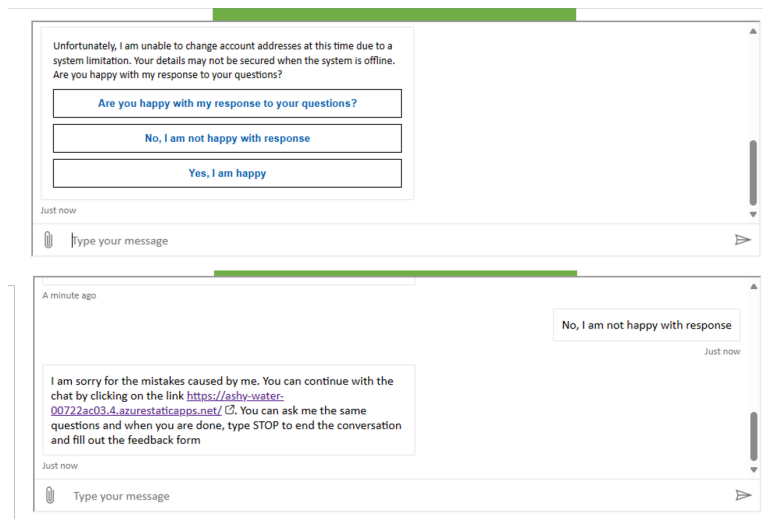 Unfortunately, I am unable to change account addresses at this time due to a
system limitation. Your details may not be secured when the system is offline.
Are you happy with my response to your questions?
Are you happy with my response to your questions?
No, I am not happy with response
Yes, I am happy
Just now
Type your message
A minute ago
No, I am not happy with response
Just now
I am sorry for the mistakes caused by me. You can continue with the
chat by clicking on the link https://ashy-water-
00722ac03.4.azurestaticapps.net/. You can ask me the same
questions and when you are done, type STOP to end the conversation
and fill out the feedback form
Just now
Type your message